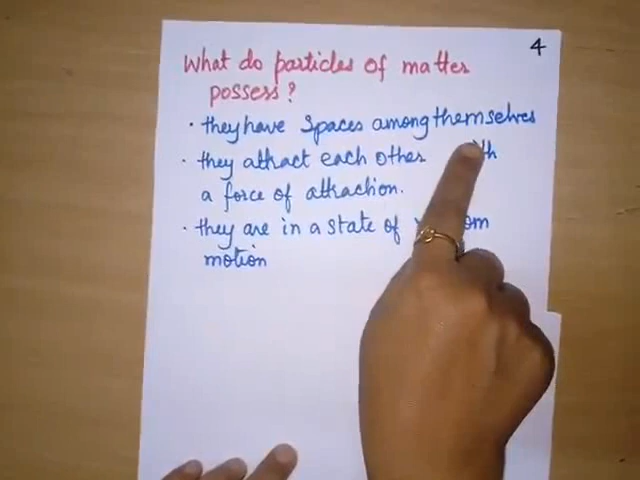 4
What do particles of matter
possess?
• they have spaces among themselves
• they attract each other
a force of attraction.
• they are in a state of
motion